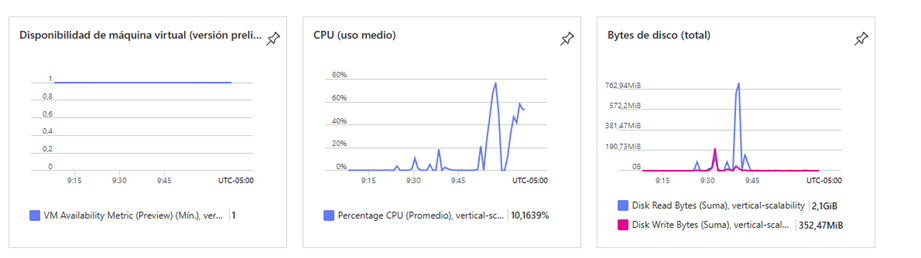 Disponibilidad de máquina virtual (versión preli...
1
0,8
0,6
0,4
0,2
0
9:15 9:30 9:45 UTC-05:00
VM Availability Metric (Preview) (Mín.), ver... 1
CPU (uso medio)
80%
60%
40%
20%
0%
9:15 9:30 9:45 UTC-05:00
Percentage CPU (Promedio), vertical-sc... 10,1639%
Bytes de disco (total)
762,94MiB
572,2MiB
381,47MiB
190,73MiB
0B
9:15 9:30 9:45 UTC-05:00
Disk Read Bytes (Suma), vertical-scalability 2,1GiB
Disk Write Bytes (Suma), vertical-scal... 352,47MiB